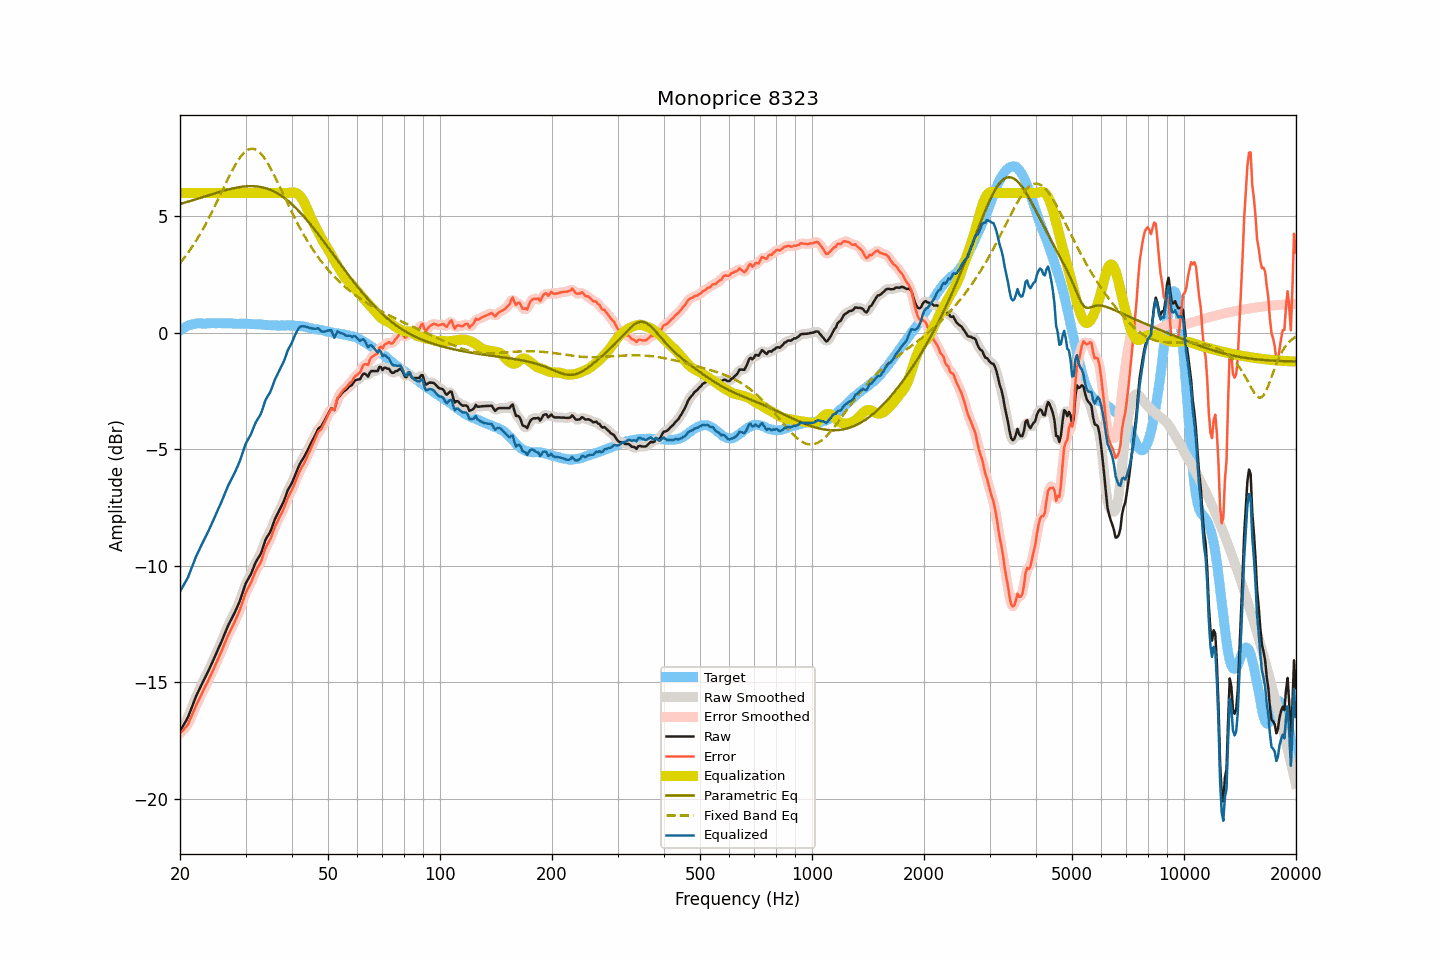 Monoprice 8323
Amplitude (dBr)
5
0
−5
−10
−15
−20
Target
Raw Smoothed
Error Smoothed
Raw
Error
Equalization
Parametric Eq
Fixed Band Eq
Equalized
20 50 100 200 500 1000 2000 5000 10000 20000
Frequency (Hz)